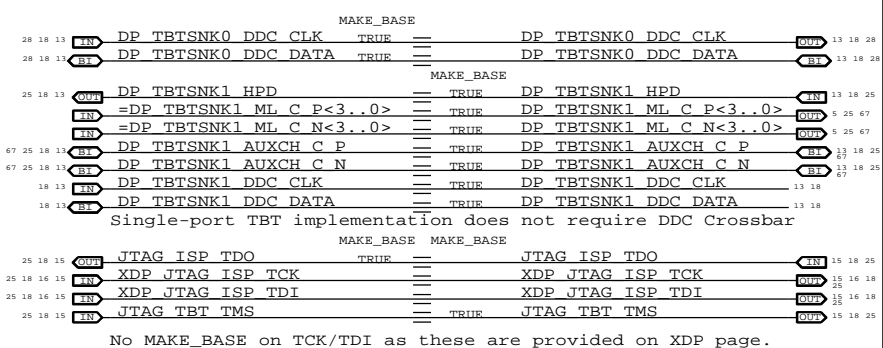 MAKE_BASE
28 18 13 IN DP_TBTSNK0_DDC_CLK TRUE DP_TBTSNK0_DDC_CLK OUT 13 18 28
28 18 13 BI DP_TBTSNK0_DDC_DATA TRUE DP_TBTSNK0_DDC_DATA BI 13 18 28
MAKE_BASE
25 18 13 OUT DP_TBTSNK1_HPD TRUE DP_TBTSNK1_HPD IN 13 18 25
IN =DP_TBTSNK1_ML_C_P<3..0> TRUE DP_TBTSNK1_ML_C_P<3..0> OUT 5 25 67
IN =DP_TBTSNK1_ML_C_N<3..0> TRUE DP_TBTSNK1_ML_C_N<3..0> OUT 5 25 67
67 25 18 13 BI DP_TBTSNK1_AUXCH_C_P TRUE DP_TBTSNK1_AUXCH_C_P BI 13 18 25
67
67 25 18 13 BI DP_TBTSNK1_AUXCH_C_N TRUE DP_TBTSNK1_AUXCH_C_N BI 13 18 25
67
18 13 IN DP_TBTSNK1_DDC_CLK TRUE DP_TBTSNK1_DDC_CLK 13 18
18 13 BI DP_TBTSNK1_DDC_DATA TRUE DP_TBTSNK1_DDC_DATA 13 18
Single-port TBT implementation does not require DDC Crossbar
MAKE_BASE MAKE_BASE
25 18 15 OUT JTAG_ISP_TDO TRUE JTAG_ISP_TDO IN 15 18 25
25 18 16 15 IN XDP_JTAG_ISP_TCK XDP_JTAG_ISP_TCK OUT 15 16 18
25
25 18 16 15 IN XDP_JTAG_ISP_TDI XDP_JTAG_ISP_TDI OUT 15 16 18
25
25 18 15 IN JTAG_TBT_TMS TRUE JTAG_TBT_TMS OUT 15 18 25
No MAKE_BASE on TCK/TDI as these are provided on XDP page.